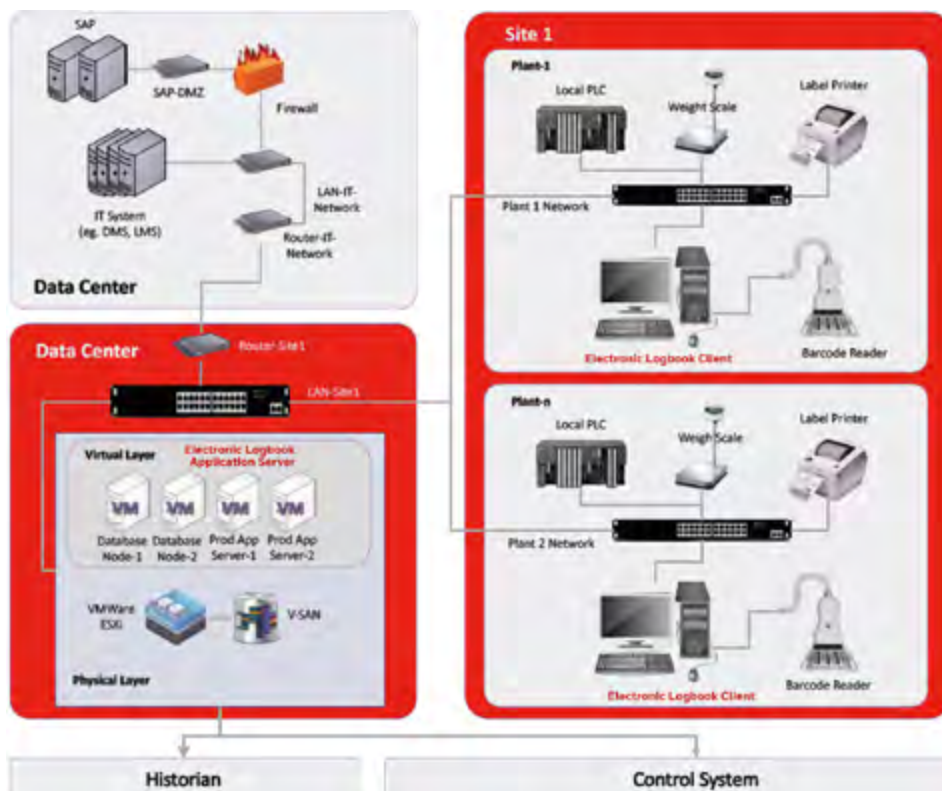 SAP
SAP-DMZ
Firewall
IT System
(eg. DMS, LMS)
LAN-IT-
Network
Router-IT-
Network
Data Center
Data Center
Router-Site1
LAN-Site1
Virtual Layer
Electronic Logbook
Application Server
VM
VM
VM
VM
Database
Node-1
Database
Node-2
Prod App
Server-1
Prod App
Server-2
VMWare
ESXi
V-SAN
Physical Layer
Site 1
Plant-1
Local PLC
Weight Scale
Label Printer
Plant 1 Network
Electronic Logbook Client
Barcode Reader
Plant-n
Local PLC
Weigh Scale
Label Printer
Plant 2 Network
Electronic Logbook Client
Barcode Reader
Historian
Control System